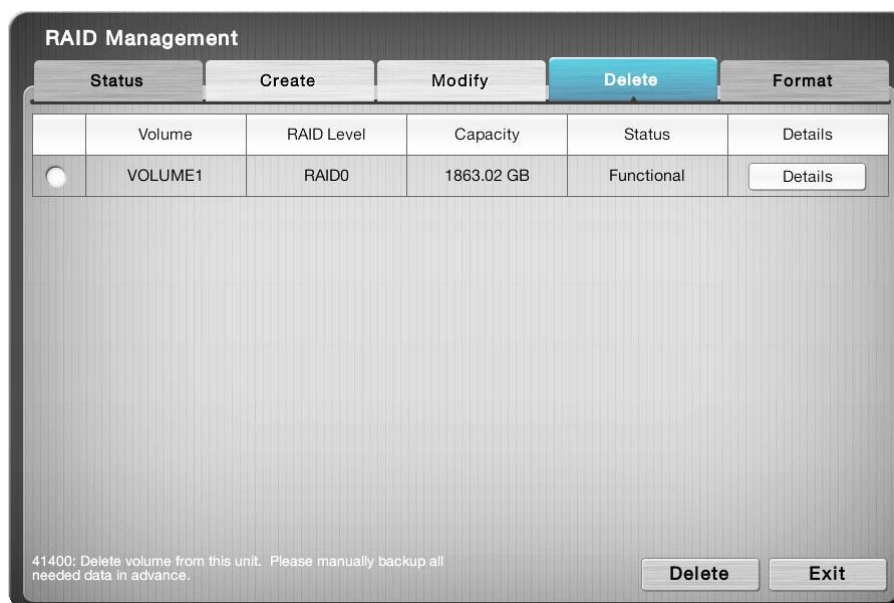 RAID Management
Status Create Modify Delete Format
Volume RAID Level Capacity Status Details
VOLUME1 RAID0 1863.02 GB Functional Details
41400: Delete volume from this unit. Please manually backup all
needed data in advance.
Delete Exit